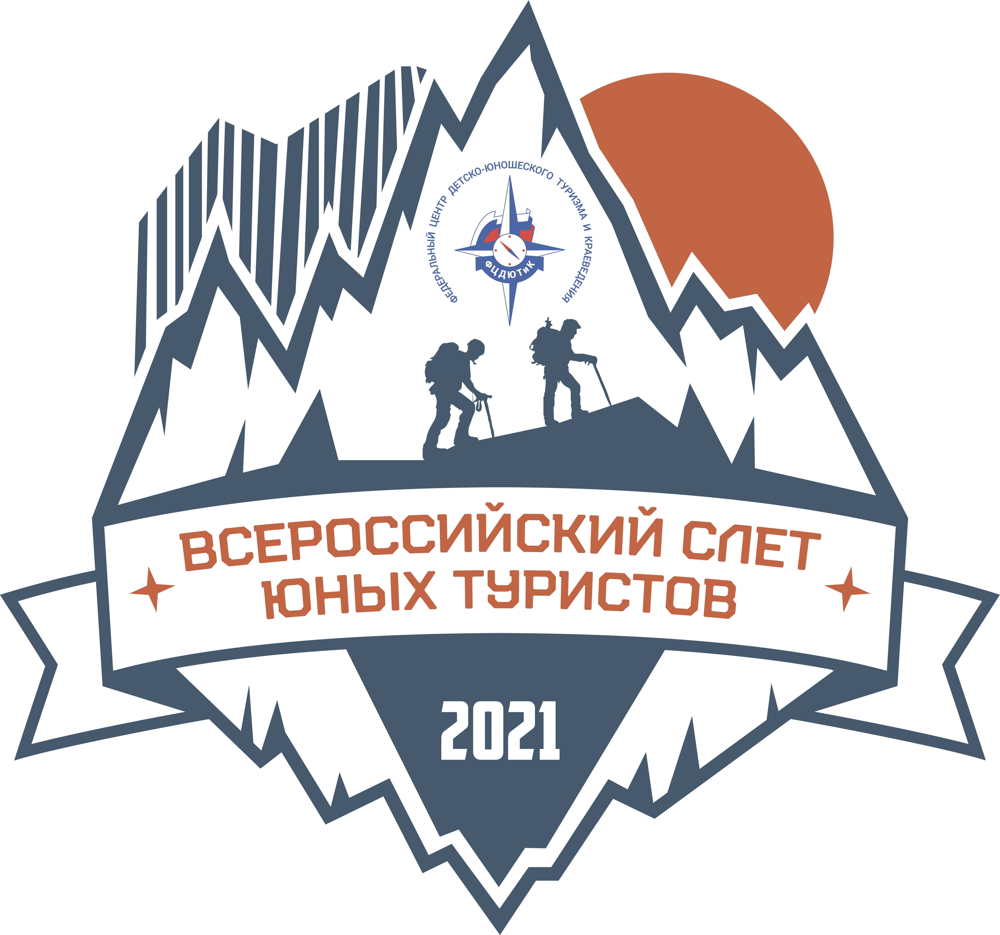 ФЕДЕРАЛЬНЫЙ ЦЕНТР ДЕТСКО-ЮНОШЕСКОГО ТУРИЗМА И КРАЕВЕДЕНИЯ
ФЦДЮТИК
ВСЕРОССИЙСКИЙ СЛЕТ
ЮНЫХ ТУРИСТОВ
2021